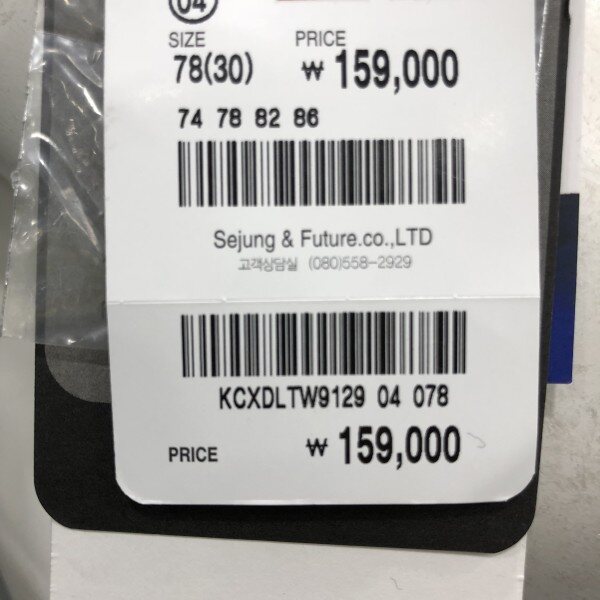 04
SIZE PRICE
78(30) ₩ 159,000
74 78 82 86
Sejung & Future.co.,LTD
고객상담실 (080)558-2929
KCXDLTW9129 04 078
PRICE ₩ 159,000